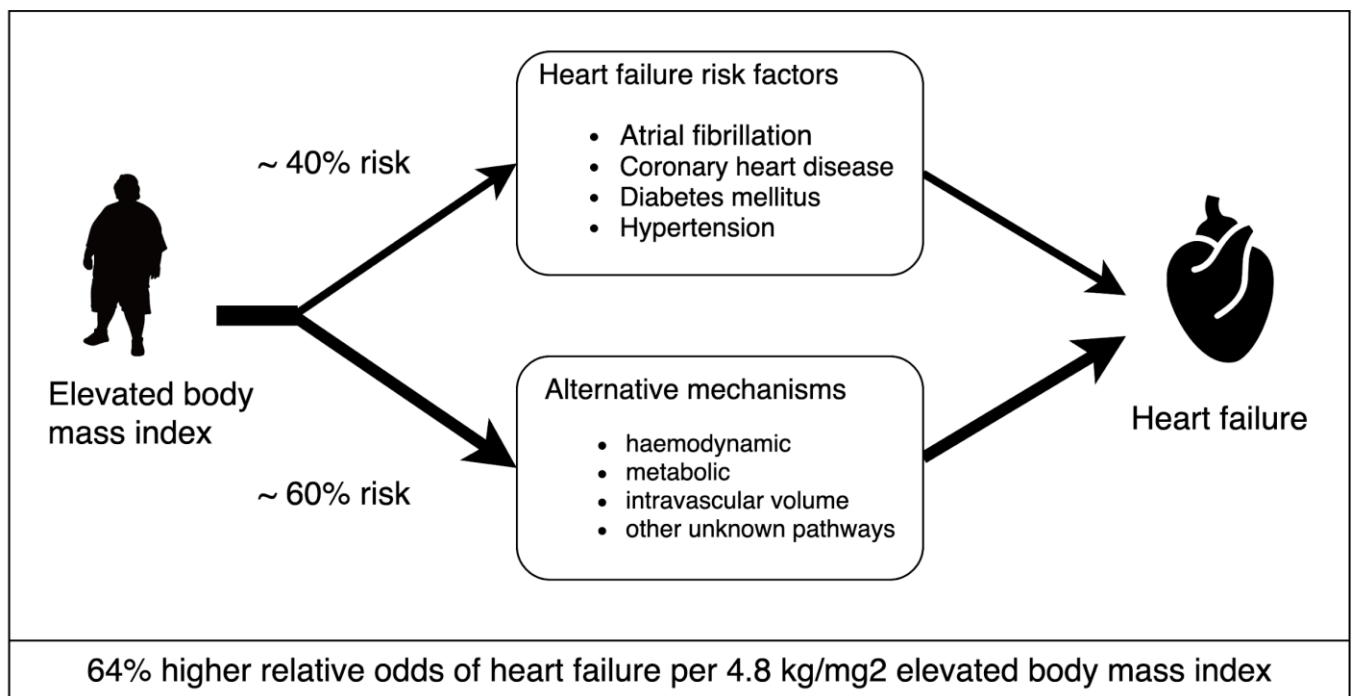 Heart failure risk factors
• Atrial fibrillation
• Coronary heart disease
• Diabetes mellitus
• Hypertension
~ 40% risk
Elevated body
mass index
~ 60% risk
Alternative mechanisms
• haemodynamic
• metabolic
• intravascular volume
• other unknown pathways
Heart failure
64% higher relative odds of heart failure per 4.8 kg/mg2 elevated body mass index